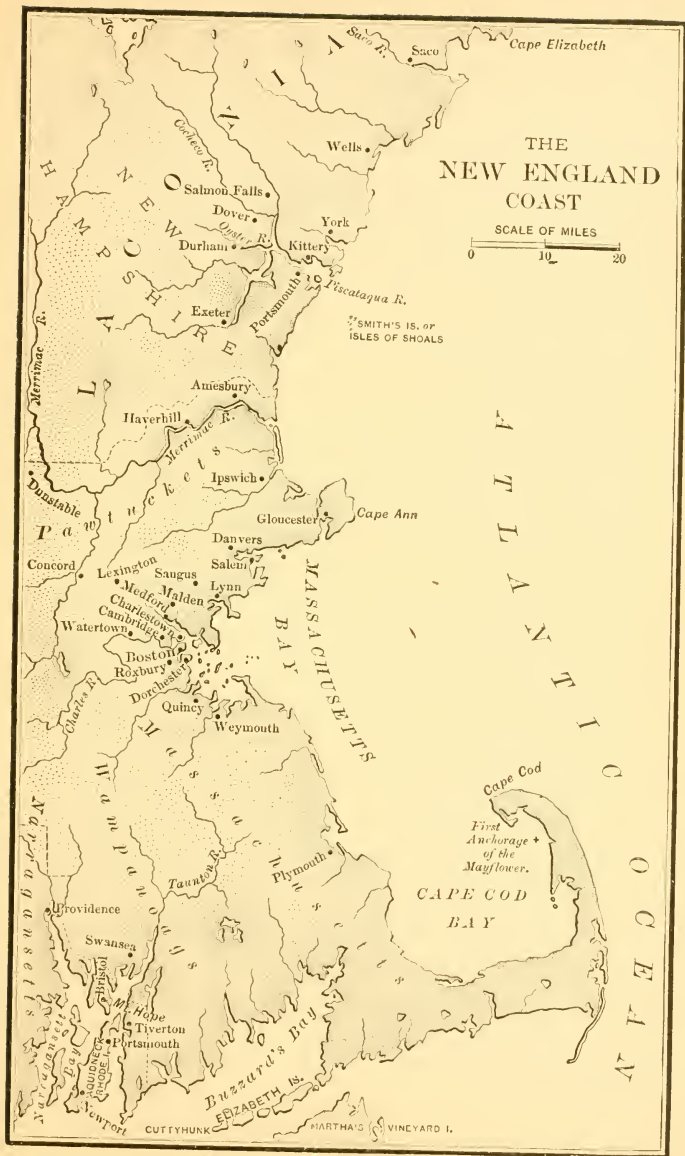 THE
NEW ENGLAND
COAST
SCALE OF MILES
0 10 20
Saco R.
Saco
Cape Elizabeth
Wells
Cocheco R.
LACONIA
NEW
HAMPSHIRE
Salmon Falls
Dover
Oyster R.
Durham
York
Kittery
Portsmouth
Piscataqua R.
Exeter
SMITH'S IS. or
ISLES OF SHOALS
Merrimac R.
Amesbury
Haverhill
Merrimac R.
Ipswich
Dunstable
Pawtuckets
Gloucester
Cape Ann
Danvers
Salem
Concord
Lexington
Saugus
Medford
Malden
Lynn
Charlestown
Cambridge
Watertown
Boston
Roxbury
Dorchester
Charles R.
Quincy
Weymouth
MASSACHUSETTS
BAY
ATLANTIC OCEAN
Massachusetts
Wampanoags
Narragansetts
Taunton R.
Plymouth
Cape Cod
First
Anchorage +
of the
Mayflower.
CAPE COD
BAY
Providence
Swansea
Bristol
Mt. Hope
Tiverton
Portsmouth
Narragansett
Bay
AQUIDNECK
RHODE I.
Newport
Buzzard's Bay
ELIZABETH IS.
CUTTYHUNK
MARTHA'S VINEYARD I.